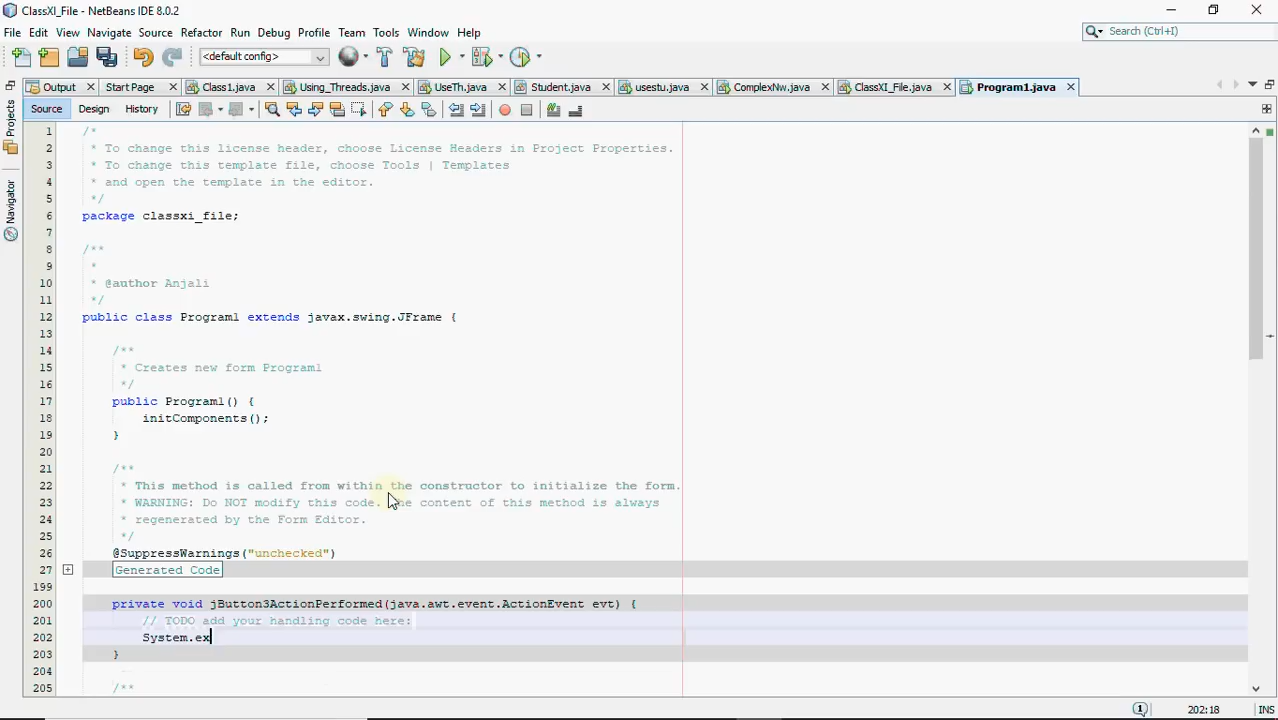 ClassXI_File - NetBeans IDE 8.0.2
File Edit View Navigate Source Refactor Run Debug Profile Team Tools Window Help
Search (Ctrl+I)
<default config>
Output Start Page Class1.java Using_Threads.java UseTh.java Student.java usestu.java ComplexNw.java ClassXI_File.java Program1.java
Source Design History
Projects
Navigator
1 /*
2 * To change this license header, choose License Headers in Project Properties.
3 * To change this template file, choose Tools | Templates
4 * and open the template in the editor.
5 */
6 package classxi_file;
7
8 /**
9 *
10 * @author Anjali
11 */
12 public class Program1 extends javax.swing.JFrame {
13
14 /**
15 * Creates new form Program1
16 */
17 public Program1() {
18 initComponents();
19 }
20
21 /**
22 * This method is called from within the constructor to initialize the form.
23 * WARNING: Do NOT modify this code. The content of this method is always
24 * regenerated by the Form Editor.
25 */
26 @SuppressWarnings("unchecked")
27 Generated Code
199
200 private void jButton3ActionPerformed(java.awt.event.ActionEvent evt) {
201 // TODO add your handling code here:
202 System.ex
203 }
204
205 /**
202:18 INS